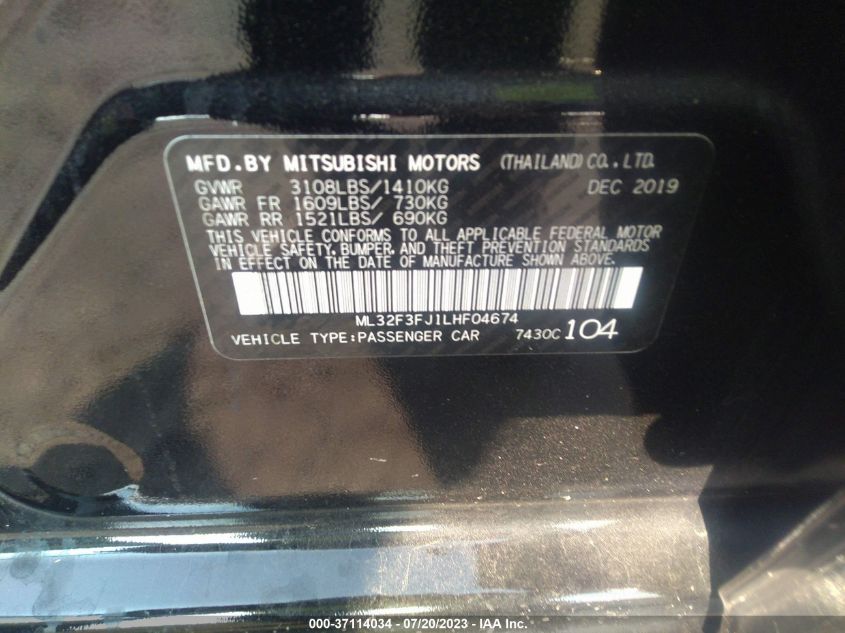 MFD.BY MITSUBISHI MOTORS (THAILAND) CO., LTD.
GVWR 3108LBS/1410KG DEC 2019
GAWR FR 1609LBS/ 730KG
GAWR RR 1521LBS/ 690KG
THIS VEHICLE CONFORMS TO ALL APPLICABLE FEDERAL MOTOR
VEHICLE SAFETY, BUMPER, AND THEFT PREVENTION STANDARDS
IN EFFECT ON THE DATE OF MANUFACTURE SHOWN ABOVE.
ML32F3FJ1LHF04674
VEHICLE TYPE:PASSENGER CAR 7430C 104
000-37114034 - 07/20/2023 - IAA Inc.